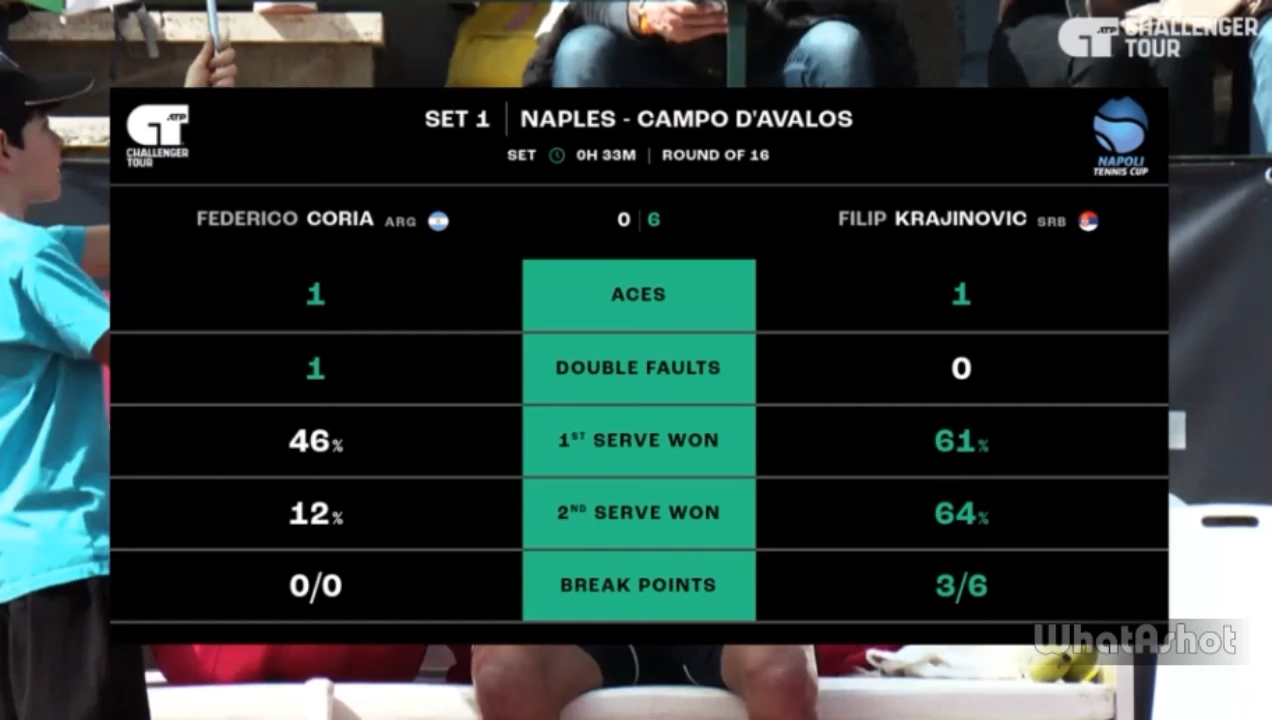 ATP CHALLENGER
TOUR
ATP
CHALLENGER
TOUR
SET 1 | NAPLES - CAMPO D'AVALOS
SET 0H 33M | ROUND OF 16
NAPOLI
TENNIS CUP
FEDERICO CORIA ARG 0 | 6 FILIP KRAJINOVIC SRB
1 ACES 1
1 DOUBLE FAULTS 0
46% 1ST SERVE WON 61%
12% 2ND SERVE WON 64%
0/0 BREAK POINTS 3/6
WhatAshot